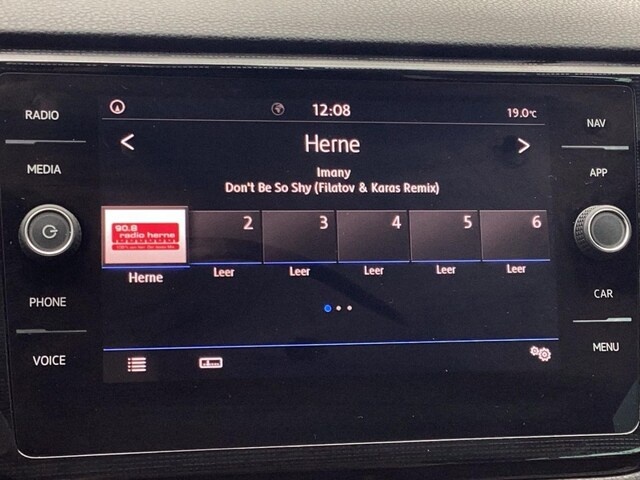 RADIO
MEDIA
PHONE
VOICE
12:08
19.0°C
< Herne >
Imany
Don't Be So Shy (Filatov & Karas Remix)
90.8
radio herne
2 3 4 5 6
Herne Leer Leer Leer Leer Leer
NAV
APP
CAR
MENU